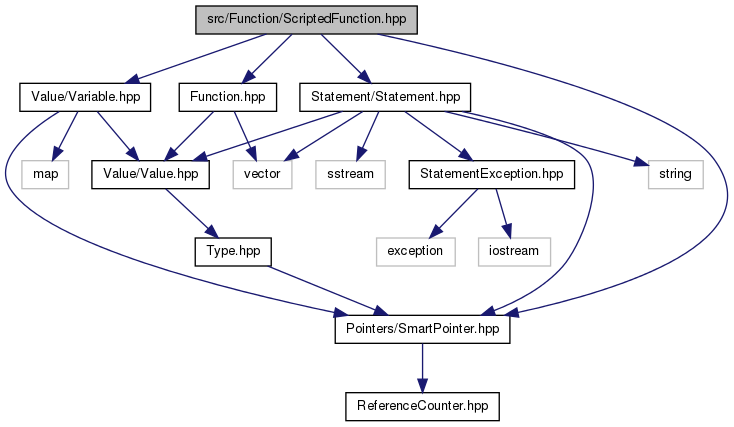 src/Function/ScriptedFunction.hpp
Value/Variable.hpp
Function.hpp
Statement/Statement.hpp
map
Value/Value.hpp
vector
sstream
StatementException.hpp
string
Type.hpp
exception
iostream
Pointers/SmartPointer.hpp
ReferenceCounter.hpp